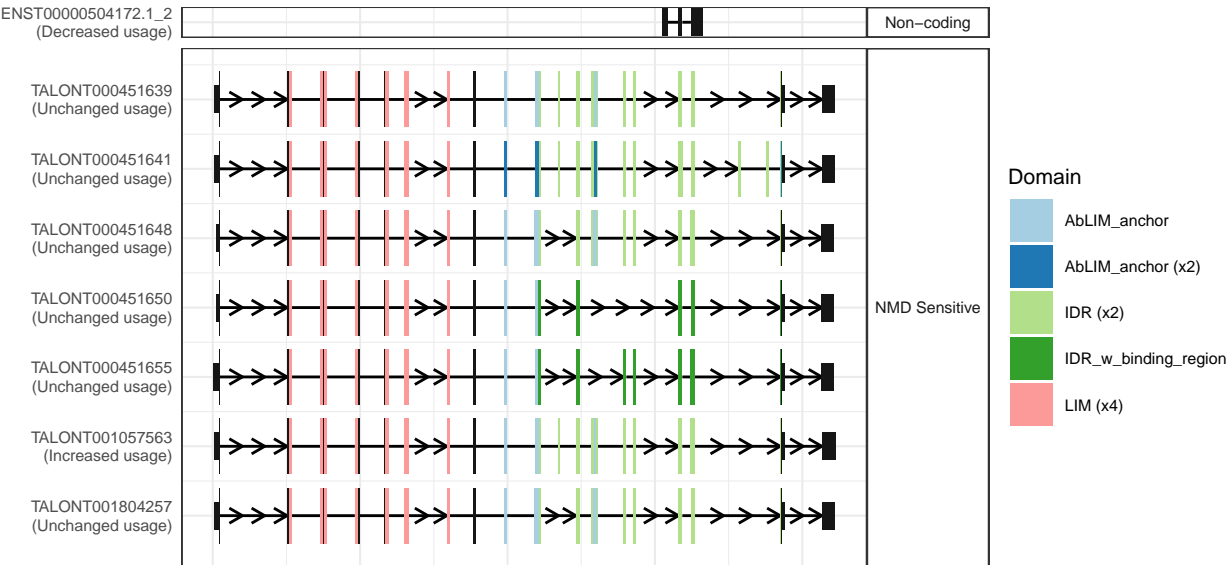 ENST00000504172.1_2
(Decreased usage)
Non−coding
TALONT000451639
(Unchanged usage)
TALONT000451641
(Unchanged usage)
TALONT000451648
(Unchanged usage)
TALONT000451650
(Unchanged usage)
TALONT000451655
(Unchanged usage)
TALONT001057563
(Increased usage)
TALONT001804257
(Unchanged usage)
NMD Sensitive
Domain
AbLIM_anchor
AbLIM_anchor (x2)
IDR (x2)
IDR_w_binding_region
LIM (x4)